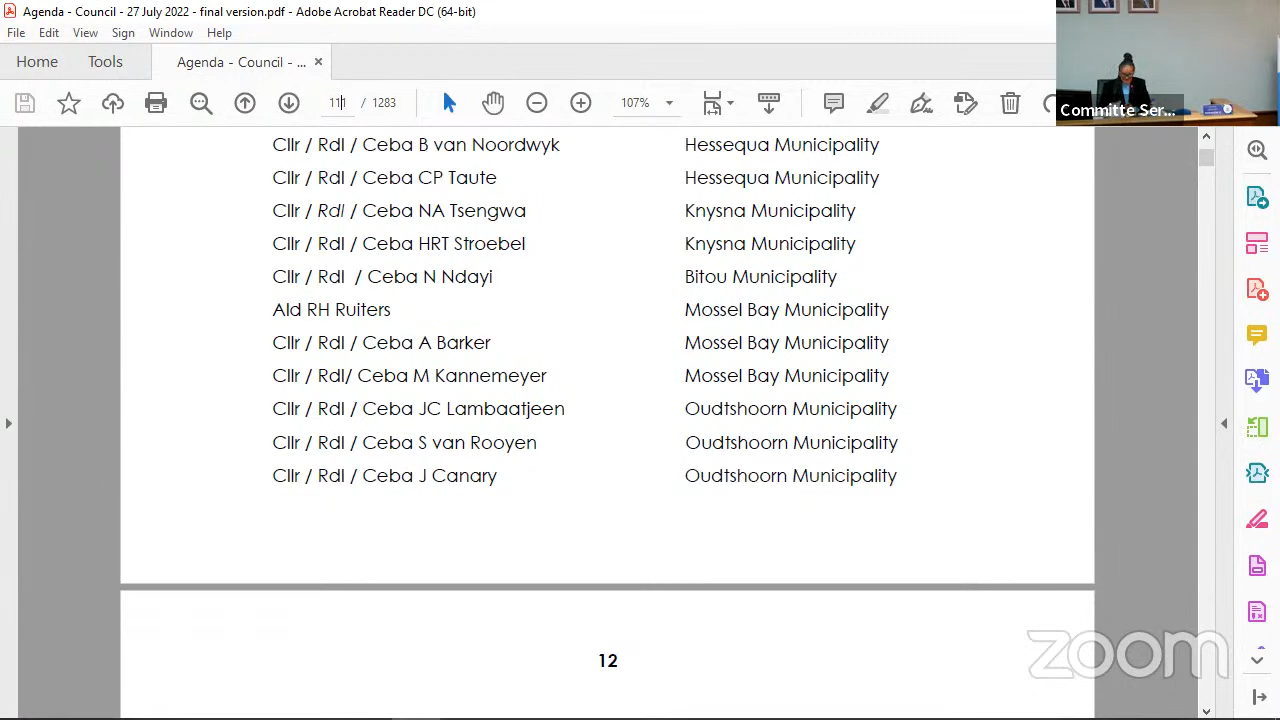 Agenda - Council - 27 July 2022 - final version.pdf - Adobe Acrobat Reader DC (64-bit)
File Edit View Sign Window Help
Home Tools Agenda - Council - ... ×
/ 1283 107%
Committe Ser...
Cllr / Rdl / Ceba B van Noordwyk Hessequa Municipality
Cllr / Rdl / Ceba CP Taute Hessequa Municipality
Cllr / Rdl / Ceba NA Tsengwa Knysna Municipality
Cllr / Rdl / Ceba HRT Stroebel Knysna Municipality
Cllr / Rdl / Ceba N Ndayi Bitou Municipality
Ald RH Ruiters Mossel Bay Municipality
Cllr / Rdl / Ceba A Barker Mossel Bay Municipality
Cllr / Rdl/ Ceba M Kannemeyer Mossel Bay Municipality
Cllr / Rdl / Ceba JC Lambaatjeen Oudtshoorn Municipality
Cllr / Rdl / Ceba S van Rooyen Oudtshoorn Municipality
Cllr / Rdl / Ceba J Canary Oudtshoorn Municipality
12
zoom